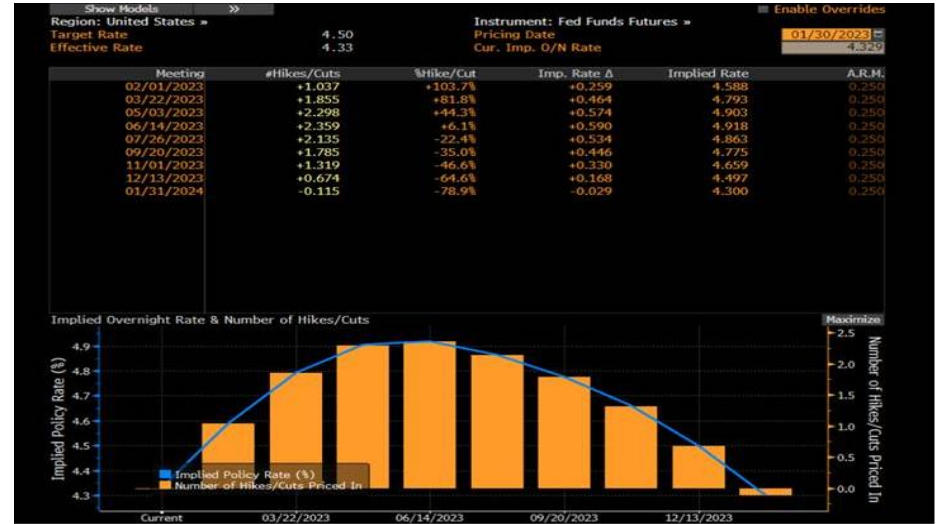 Show Models »
Enable Overrides
Region: United States » Instrument: Fed Funds Futures »
Target Rate 4.50 Pricing Date 01/30/2023
Effective Rate 4.33 Cur. Imp. O/N Rate 4.329
Meeting #Hikes/Cuts %Hike/Cut Imp. Rate Δ Implied Rate A.R.M.
02/01/2023 +1.037 +103.7% +0.259 4.588 0.250
03/22/2023 +1.855 +81.8% +0.464 4.793 0.250
05/03/2023 +2.298 +44.3% +0.574 4.903 0.250
06/14/2023 +2.359 +6.1% +0.590 4.918 0.250
07/26/2023 +2.135 -22.4% +0.534 4.863 0.250
09/20/2023 +1.785 -35.0% +0.446 4.775 0.250
11/01/2023 +1.319 -46.6% +0.330 4.659 0.250
12/13/2023 +0.674 -64.6% +0.168 4.497 0.250
01/31/2024 -0.115 -78.9% -0.029 4.300 0.250
Implied Overnight Rate & Number of Hikes/Cuts Maximize
Implied Policy Rate (%)
4.9
4.8
4.7
4.6
4.5
4.4
4.3
Implied Policy Rate (%)
Number of Hikes/Cuts Priced In
2.5
2.0
1.5
1.0
0.5
0.0
Number of Hikes/Cuts Priced In
Current 03/22/2023 06/14/2023 09/20/2023 12/13/2023